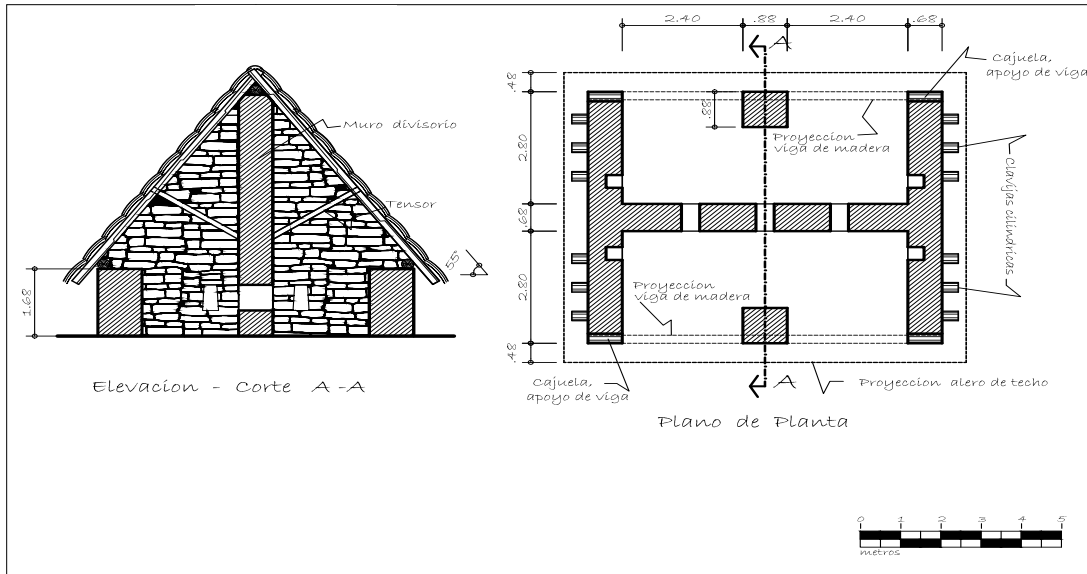 Muro divisorio
Tensor
55°
1.68
Elevacion - Corte A-A
2.40
.88
2.40
.68
A
Cajuela,
apoyo de viga
.48
.88
2.80
Proyeccion
viga de madera
Clavijas cilindricas
.68
2.80
Proyeccion
viga de madera
.48
A
Cajuela,
apoyo de viga
Proyeccion alero de techo
Plano de Planta
0 1 2 3 4 5
metros